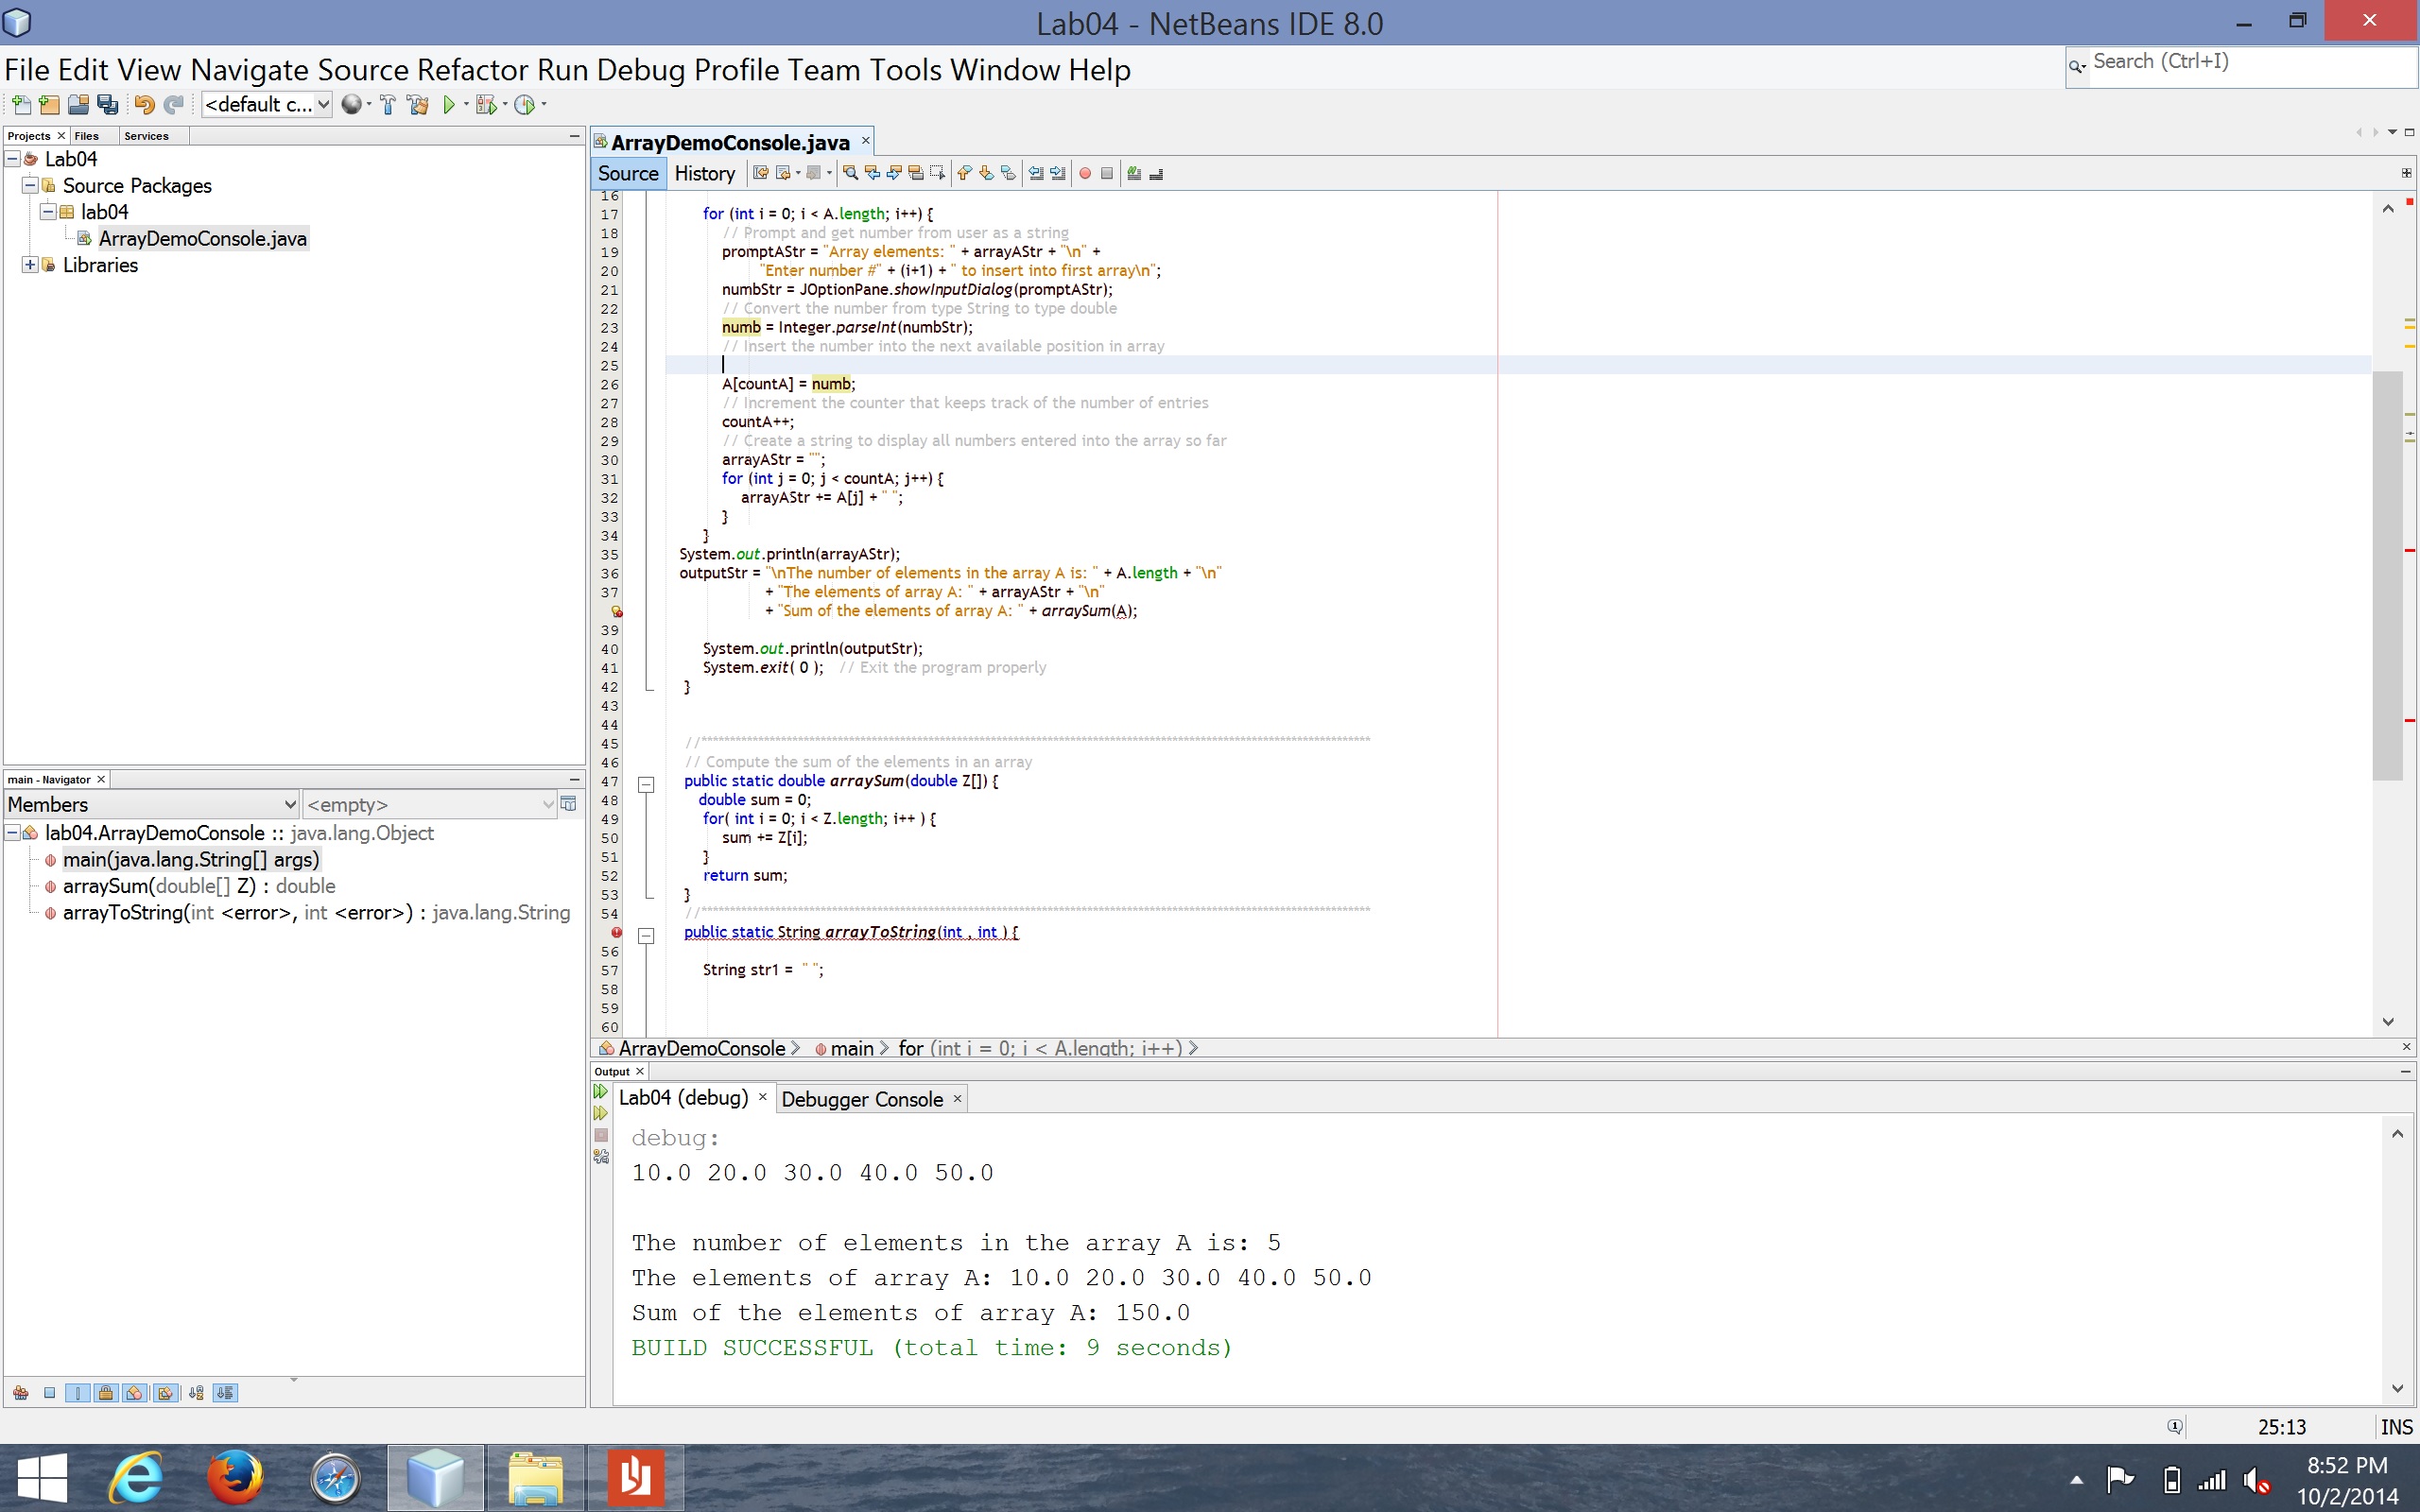 Lab04 - NetBeans IDE 8.0
File Edit View Navigate Source Refactor Run Debug Profile Team Tools Window Help
Search (Ctrl+I)
<default c...
Projects Files Services
Lab04
Source Packages
lab04
ArrayDemoConsole.java
Libraries
main - Navigator
Members
<empty>
lab04.ArrayDemoConsole :: java.lang.Object
main(java.lang.String[] args)
arraySum(double[] Z) : double
arrayToString(int <error>, int <error>) : java.lang.String
ArrayDemoConsole.java
Source History
16
17 for (int i = 0; i < A.length; i++) {
18 // Prompt and get number from user as a string
19 promptAStr = "Array elements: " + arrayAStr + "\n" +
20 "Enter number #" + (i+1) + " to insert into first array\n";
21 numbStr = JOptionPane.showInputDialog(promptAStr);
22 // Convert the number from type String to type double
23 numb = Integer.parseInt(numbStr);
24 // Insert the number into the next available position in array
25
26 A[countA] = numb;
27 // Increment the counter that keeps track of the number of entries
28 countA++;
29 // Create a string to display all numbers entered into the array so far
30 arrayAStr = "";
31 for (int j = 0; j < countA; j++) {
32 arrayAStr += A[j] + " ";
33 }
34 }
35 System.out.println(arrayAStr);
36 outputStr = "\nThe number of elements in the array A is: " + A.length + "\n"
37 + "The elements of array A: " + arrayAStr + "\n"
+ "Sum of the elements of array A: " + arraySum(A);
39
40 System.out.println(outputStr);
41 System.exit( 0 ); // Exit the program properly
42 }
43
44
45 //
46 // Compute the sum of the elements in an array
47 public static double arraySum(double Z[]) {
48 double sum = 0;
49 for( int i = 0; i < Z.length; i++ ) {
50 sum += Z[i];
51 }
52 return sum;
53 }
54 //
public static String arrayToString(int , int ) {
56
57 String str1 = " ";
58
59
60
ArrayDemoConsole main for (int i = 0; i < A.length; i++)
Output
Lab04 (debug) Debugger Console
debug:
10.0 20.0 30.0 40.0 50.0
The number of elements in the array A is: 5
The elements of array A: 10.0 20.0 30.0 40.0 50.0
Sum of the elements of array A: 150.0
BUILD SUCCESSFUL (total time: 9 seconds)
25:13 INS
8:52 PM
10/2/2014